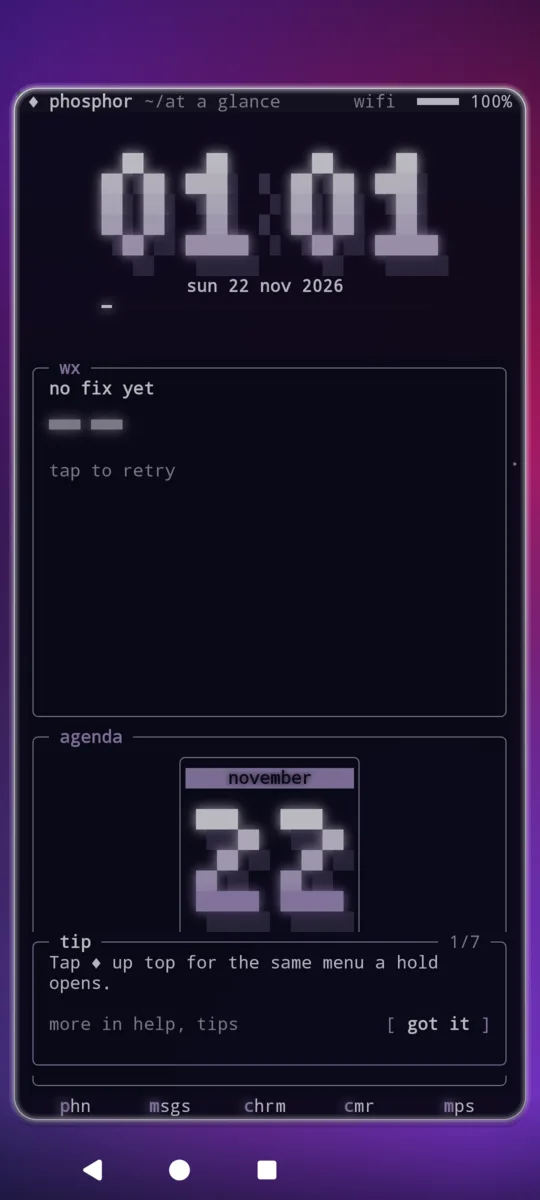 ♦ phosphor ~/at a glance wifi 100%
01:01
sun 22 nov 2026
wx
no fix yet
--
tap to retry
agenda
november
22
tip 1/7
Tap ♦ up top for the same menu a hold
opens.
more in help, tips [ got it ]
phn msgs chrm cmr mps